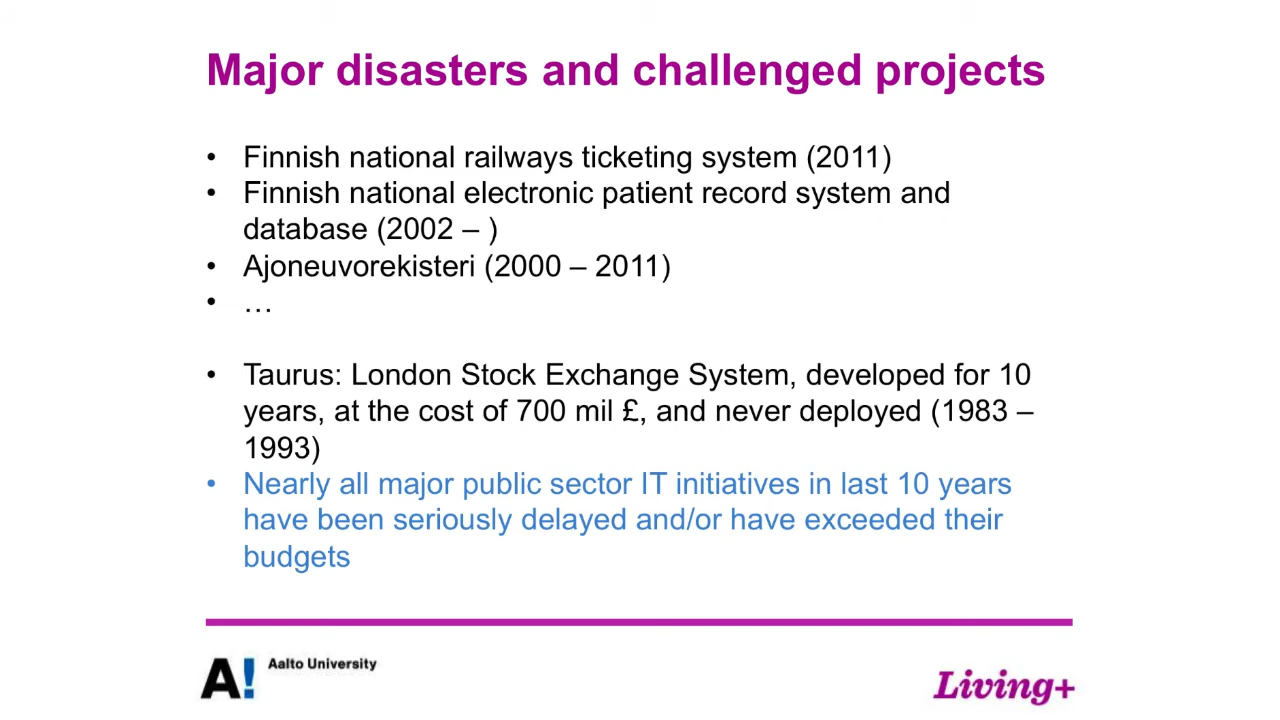 Major disasters and challenged projects
• Finnish national railways ticketing system (2011)
• Finnish national electronic patient record system and
database (2002 – )
• Ajoneuvorekisteri (2000 – 2011)
• …
• Taurus: London Stock Exchange System, developed for 10
years, at the cost of 700 mil £, and never deployed (1983 –
1993)
• Nearly all major public sector IT initiatives in last 10 years
have been seriously delayed and/or have exceeded their
budgets
A! Aalto University
Living+